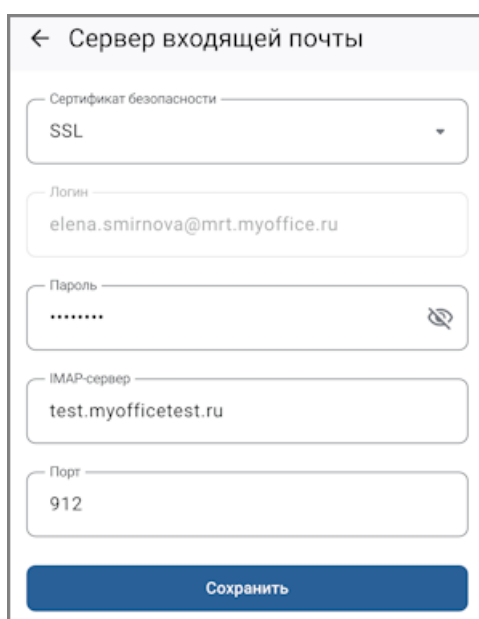 Сервер входящей почты
Сертификат безопасности
SSL
Логин
elena.smirnova@mrt.myoffice.ru
Пароль
••••••••
IMAP-сервер
test.myofficetest.ru
Порт
912
Сохранить